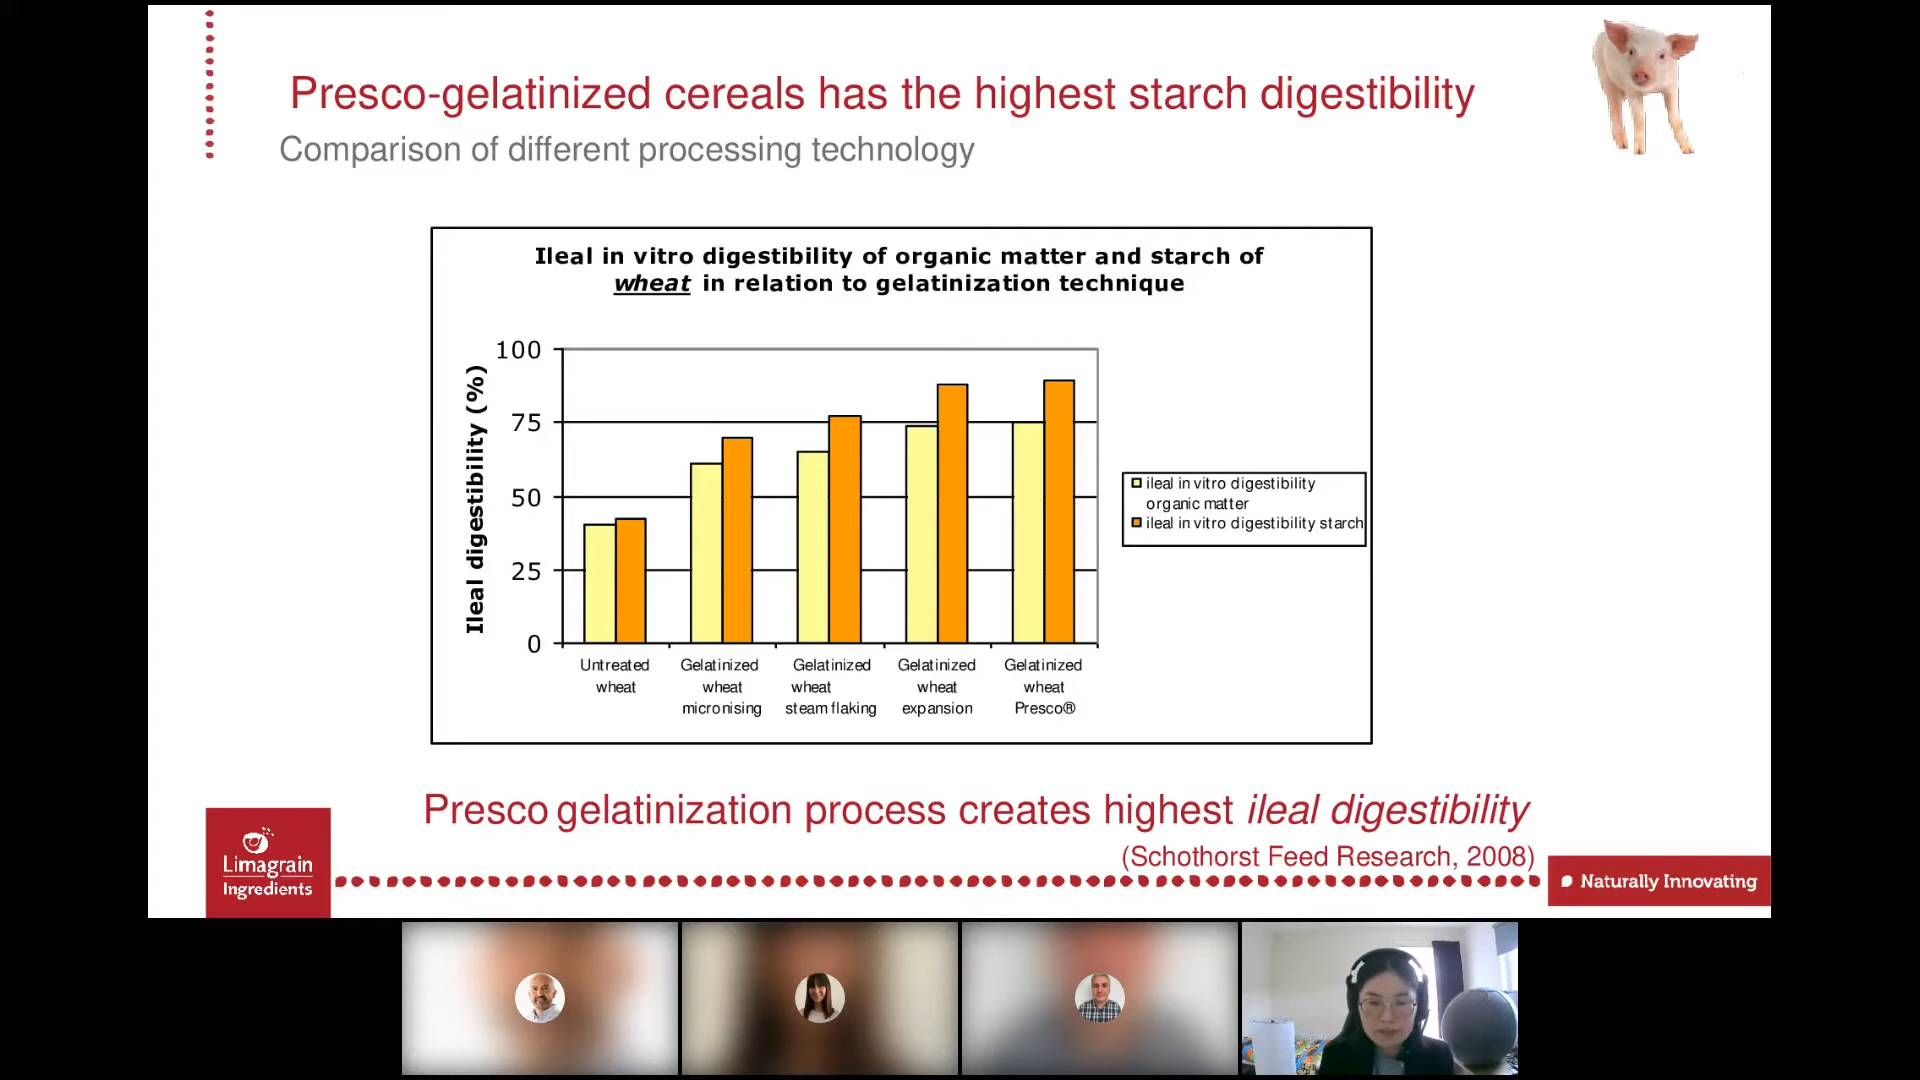 Presco-gelatinized cereals has the highest starch digestibility
Comparison of different processing technology
Ileal in vitro digestibility of organic matter and starch of
wheat in relation to gelatinization technique
Ileal digestibility (%)
100
75
50
25
0
Untreated
wheat
Gelatinized
wheat
micronising
Gelatinized
wheat
steam flaking
Gelatinized
wheat
expansion
Gelatinized
wheat
Presco®
ileal in vitro digestibility
organic matter
ileal in vitro digestibility starch
Presco gelatinization process creates highest ileal digestibility
(Schothorst Feed Research, 2008)
Limagrain
Ingredients
Naturally Innovating